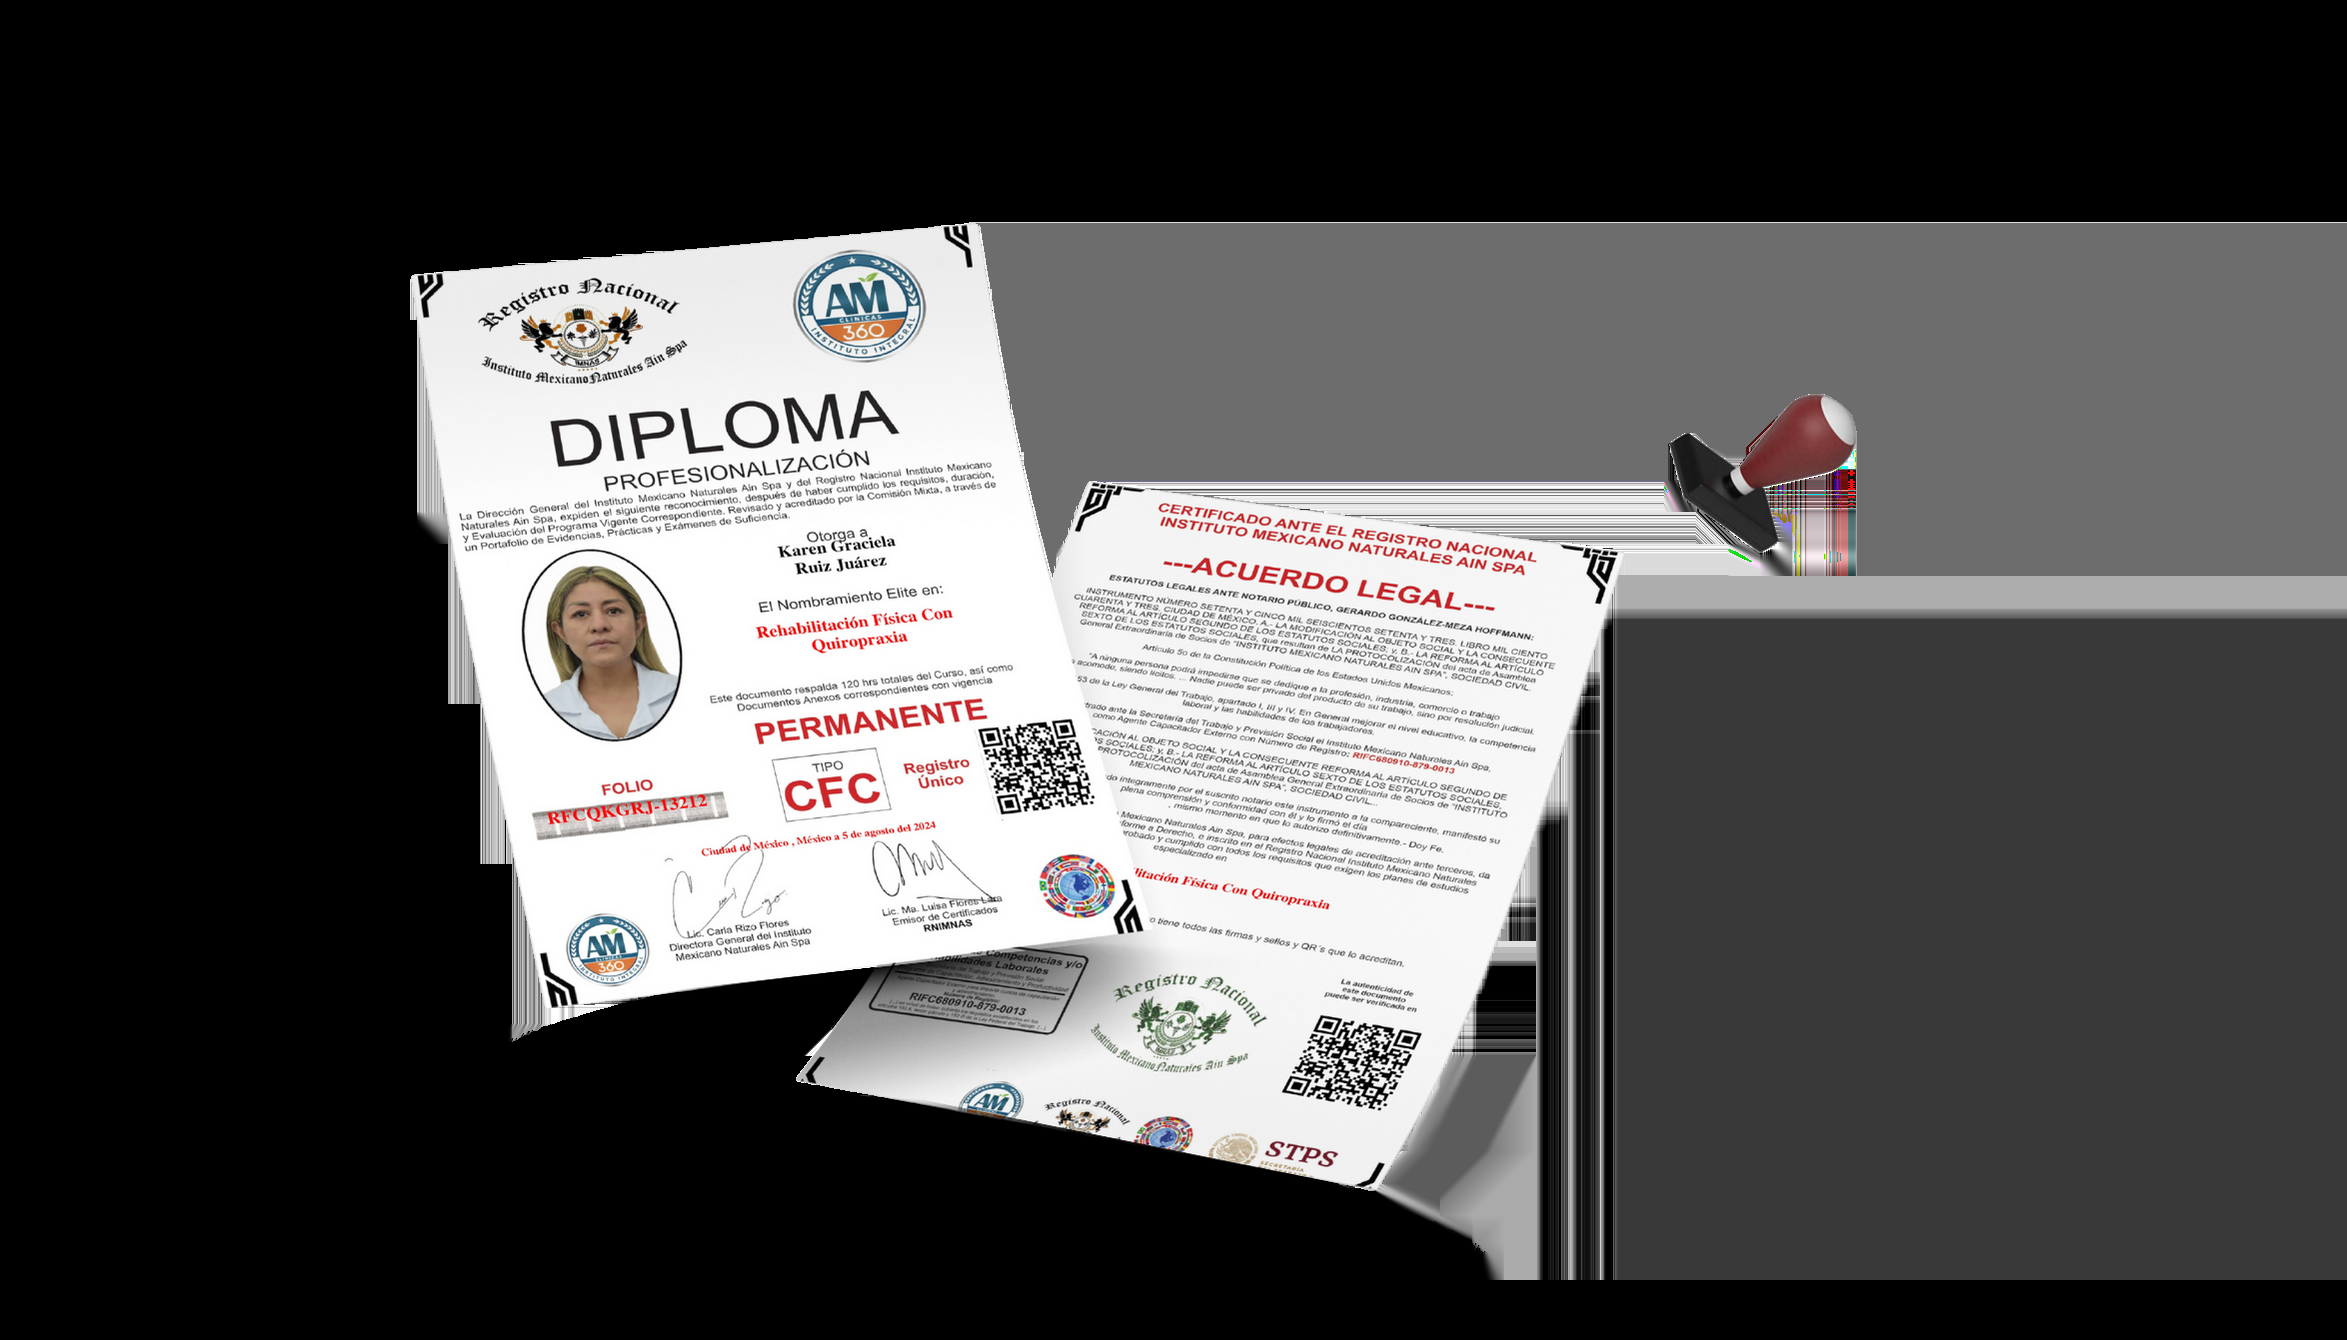 Registro Nacional
IMNAS
Instituto Mexicano Naturales Ain Spa
AM
CLINICAS
360
INSTITUTO INTEGRAL
DIPLOMA
PROFESIONALIZACIÓN
La Dirección General del Instituto Mexicano Naturales Ain Spa y del Registro Nacional Instituto Mexicano
Naturales Ain Spa, expiden el siguiente reconocimiento, después de haber cumplido los requisitos, duración,
y Evaluación del Programa Vigente Correspondiente. Revisado y acreditado por la Comisión Mixta, a través de
un Portafolio de Evidencias, Prácticas y Exámenes de Suficiencia.
Otorga a
Karen Graciela
Ruiz Juárez
El Nombramiento Elite en:
Rehabilitación Física Con
Quiropraxia
Este documento respalda 120 hrs totales del Curso, así como
Documentos Anexos correspondientes con vigencia
PERMANENTE
FOLIO
RFCQKGRJ-13212
TIPO
CFC
Registro
Único
Ciudad de México , México a 5 de agosto del 2024
Lic. Carla Rizo Flores
Directora General del Instituto
Mexicano Naturales Ain Spa
Lic. Ma. Luisa Flores Lara
Emisor de Certificados
RNIMNAS
AM
CLINICAS
360
INSTITUTO INTEGRAL
CERTIFICADO ANTE EL REGISTRO NACIONAL
INSTITUTO MEXICANO NATURALES AIN SPA
---ACUERDO LEGAL---
ESTATUTOS LEGALES ANTE NOTARIO PÚBLICO, GERARDO GONZÁLEZ-MEZA HOFFMANN:
INSTRUMENTO NÚMERO SETENTA Y CINCO MIL SEISCIENTOS SETENTA Y TRES. LIBRO MIL CIENTO
CUARENTA Y TRES. CIUDAD DE MÉXICO. A.- LA MODIFICACIÓN AL OBJETO SOCIAL Y LA CONSECUENTE
REFORMA AL ARTÍCULO SEGUNDO DE LOS ESTATUTOS SOCIALES; y. B.- LA REFORMA AL ARTÍCULO
SEXTO DE LOS ESTATUTOS SOCIALES, que resultan de LA PROTOCOLIZACIÓN del acta de Asamblea
General Extraordinaria de Socios de "INSTITUTO MEXICANO NATURALES AIN SPA", SOCIEDAD CIVIL.
Artículo 5o de la Constitución Política de los Estados Unidos Mexicanos:
"A ninguna persona podrá impedirse que se dedique a la profesión, industria, comercio o trabajo
acomode, siendo lícitos. ... Nadie puede ser privado del producto de su trabajo, sino por resolución judicial.
53 de la Ley General del Trabajo, apartado I, III y IV. En General mejorar el nivel educativo, la competencia
laboral y las habilidades de los trabajadores.
trado ante la Secretaría del Trabajo y Previsión Social el Instituto Mexicano Naturales Ain Spa,
como Agente Capacitador Externo con Número de Registro: RIFC680910-879-0013
CACIÓN AL OBJETO SOCIAL Y LA CONSECUENTE REFORMA AL ARTÍCULO SEGUNDO DE
OS SOCIALES; y. B.- LA REFORMA AL ARTÍCULO SEXTO DE LOS ESTATUTOS SOCIALES,
PROTOCOLIZACIÓN del acta de Asamblea General Extraordinaria de Socios de "INSTITUTO
MEXICANO NATURALES AIN SPA", SOCIEDAD CIVIL...
do íntegramente por el suscrito notario este instrumento a la compareciente, manifestó su
plena comprensión y conformidad con él y lo firmó el día
, mismo momento en que lo autorizo definitivamente.- Doy Fe.
Mexicano Naturales Ain Spa, para efectos legales de acreditación ante terceros, da
forme a Derecho, e inscrito en el Registro Nacional Instituto Mexicano Naturales
robado y cumplido con todos los requisitos que exigen los planes de estudios
especializado en
litación Física Con Quiropraxia
o tiene todos las firmas y sellos y QR´s que lo acreditan.
de Competencias y/o
bilidades Laborales
RIFC680910-879-0013
Registro Nacional
IMNAS
Instituto Mexicano Naturales Ain Spa
La autenticidad de
este documento
puede ser verificada en
AM
Registro Nacional
STPS
SECRETARÍA